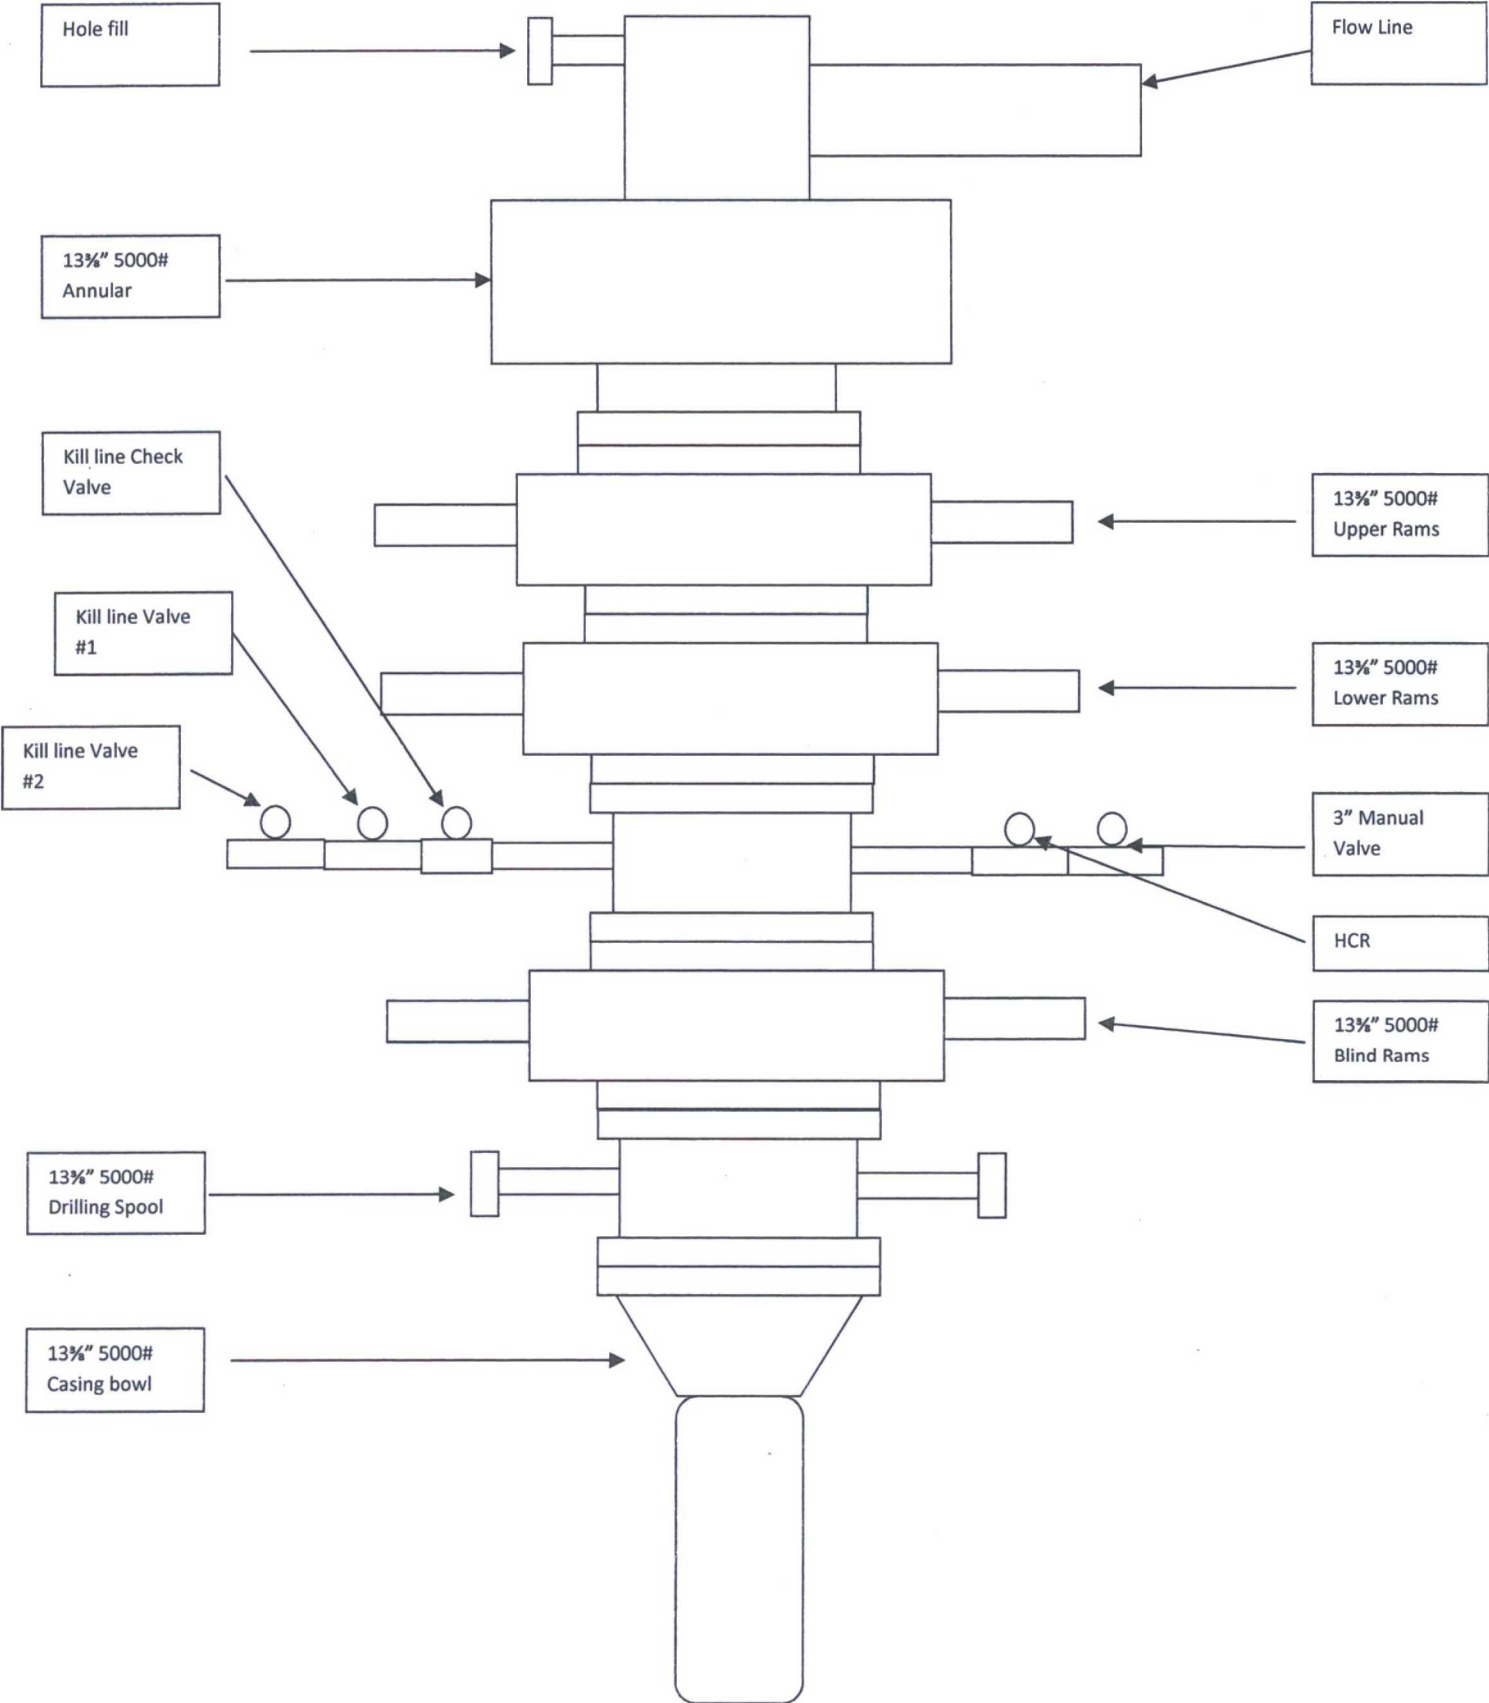 Hole fill
Flow Line
13⅝” 5000#
Annular
Kill line Check
Valve
13⅝” 5000#
Upper Rams
Kill line Valve
#1
13⅝” 5000#
Lower Rams
Kill line Valve
#2
3” Manual
Valve
HCR
13⅝” 5000#
Blind Rams
13⅝” 5000#
Drilling Spool
13⅝” 5000#
Casing bowl